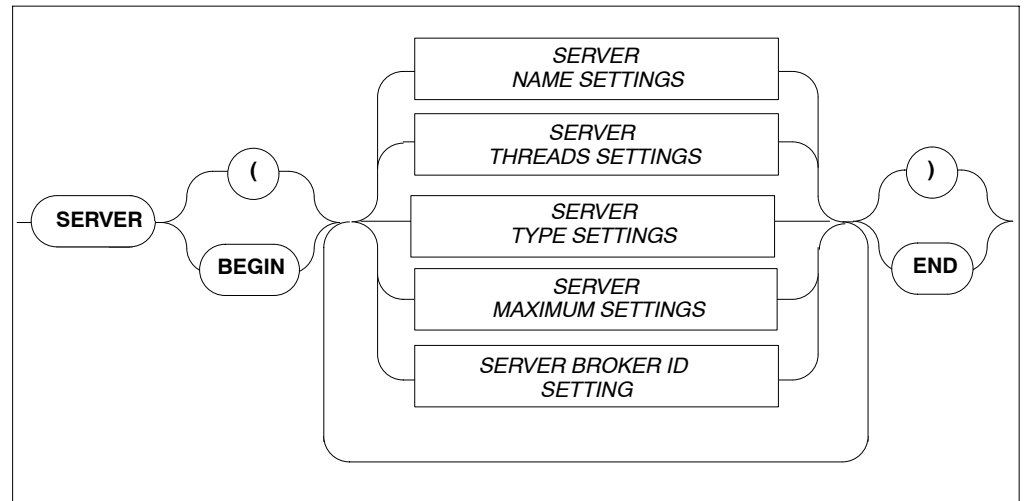 SERVER
NAME SETTINGS
SERVER
THREADS SETTINGS
(
)
SERVER
SERVER
TYPE SETTINGS
BEGIN
END
SERVER
MAXIMUM SETTINGS
SERVER BROKER ID
SETTING